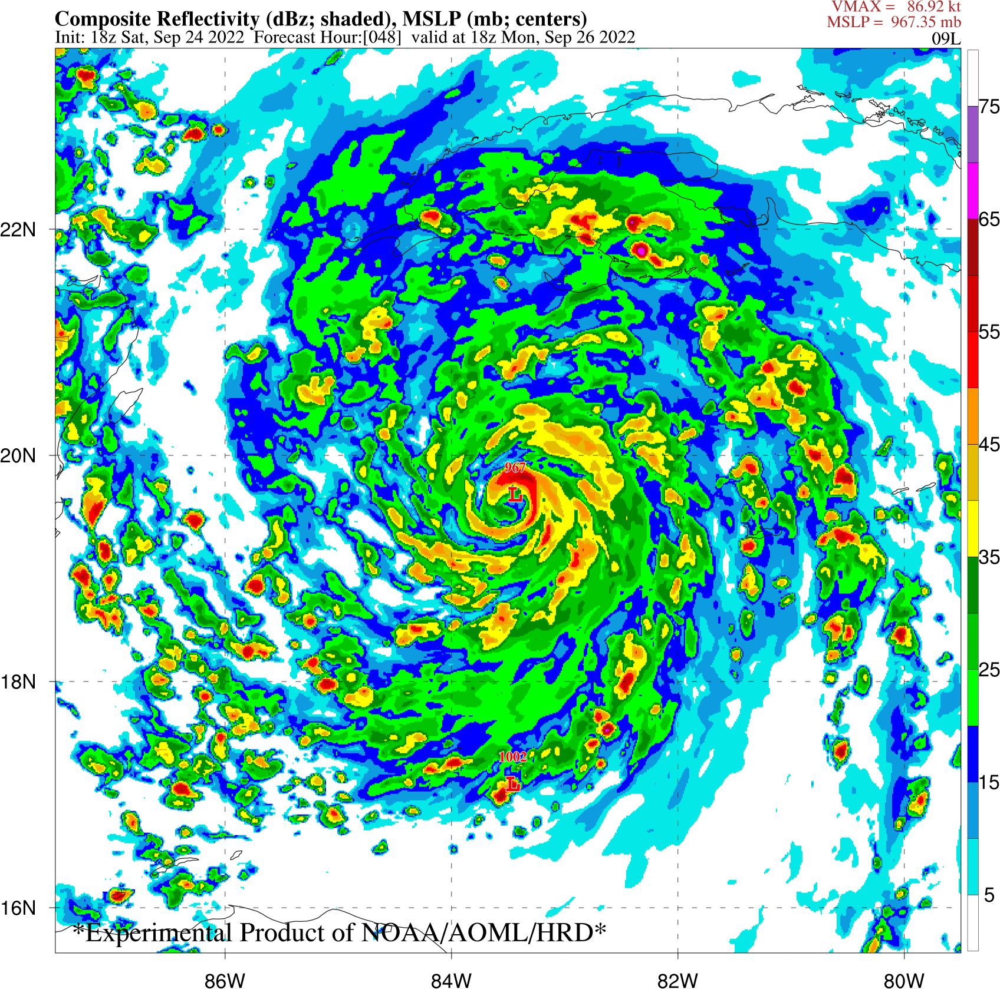 Composite Reflectivity (dBz; shaded), MSLP (mb; centers)
VMAX = 86.92 kt
MSLP = 967.35 mb
Init: 18z Sat, Sep 24 2022 Forecast Hour:[048] valid at 18z Mon, Sep 26 2022
09L
75
22N
65
55
20N
45
967
L
35
18N
25
1002
L
15
5
16N
*Experimental Product of NOAA/AOML/HRD*
86W 84W 82W 80W